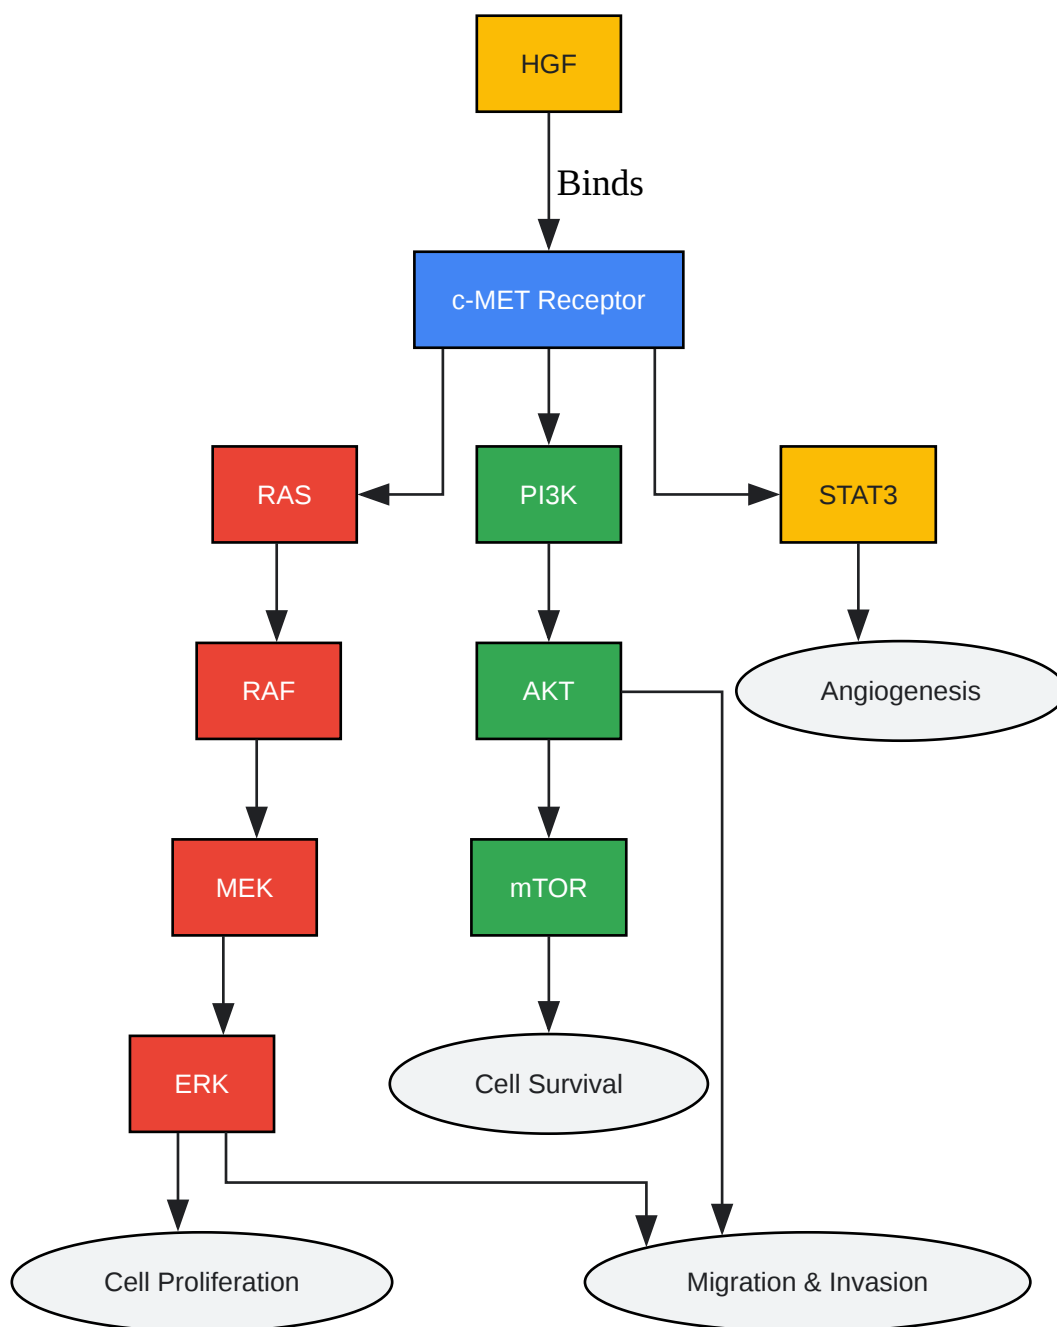 HGF
Binds
c-MET Receptor
RAS
PI3K
STAT3
RAF
AKT
Angiogenesis
MEK
mTOR
ERK
Cell Survival
Cell Proliferation
Migration & Invasion